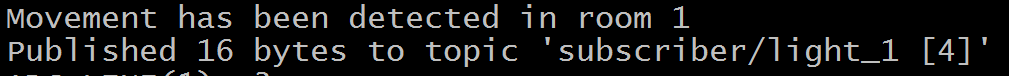 Movement has been detected in room 1
Published 16 bytes to topic 'subscriber/light_1 [4]'